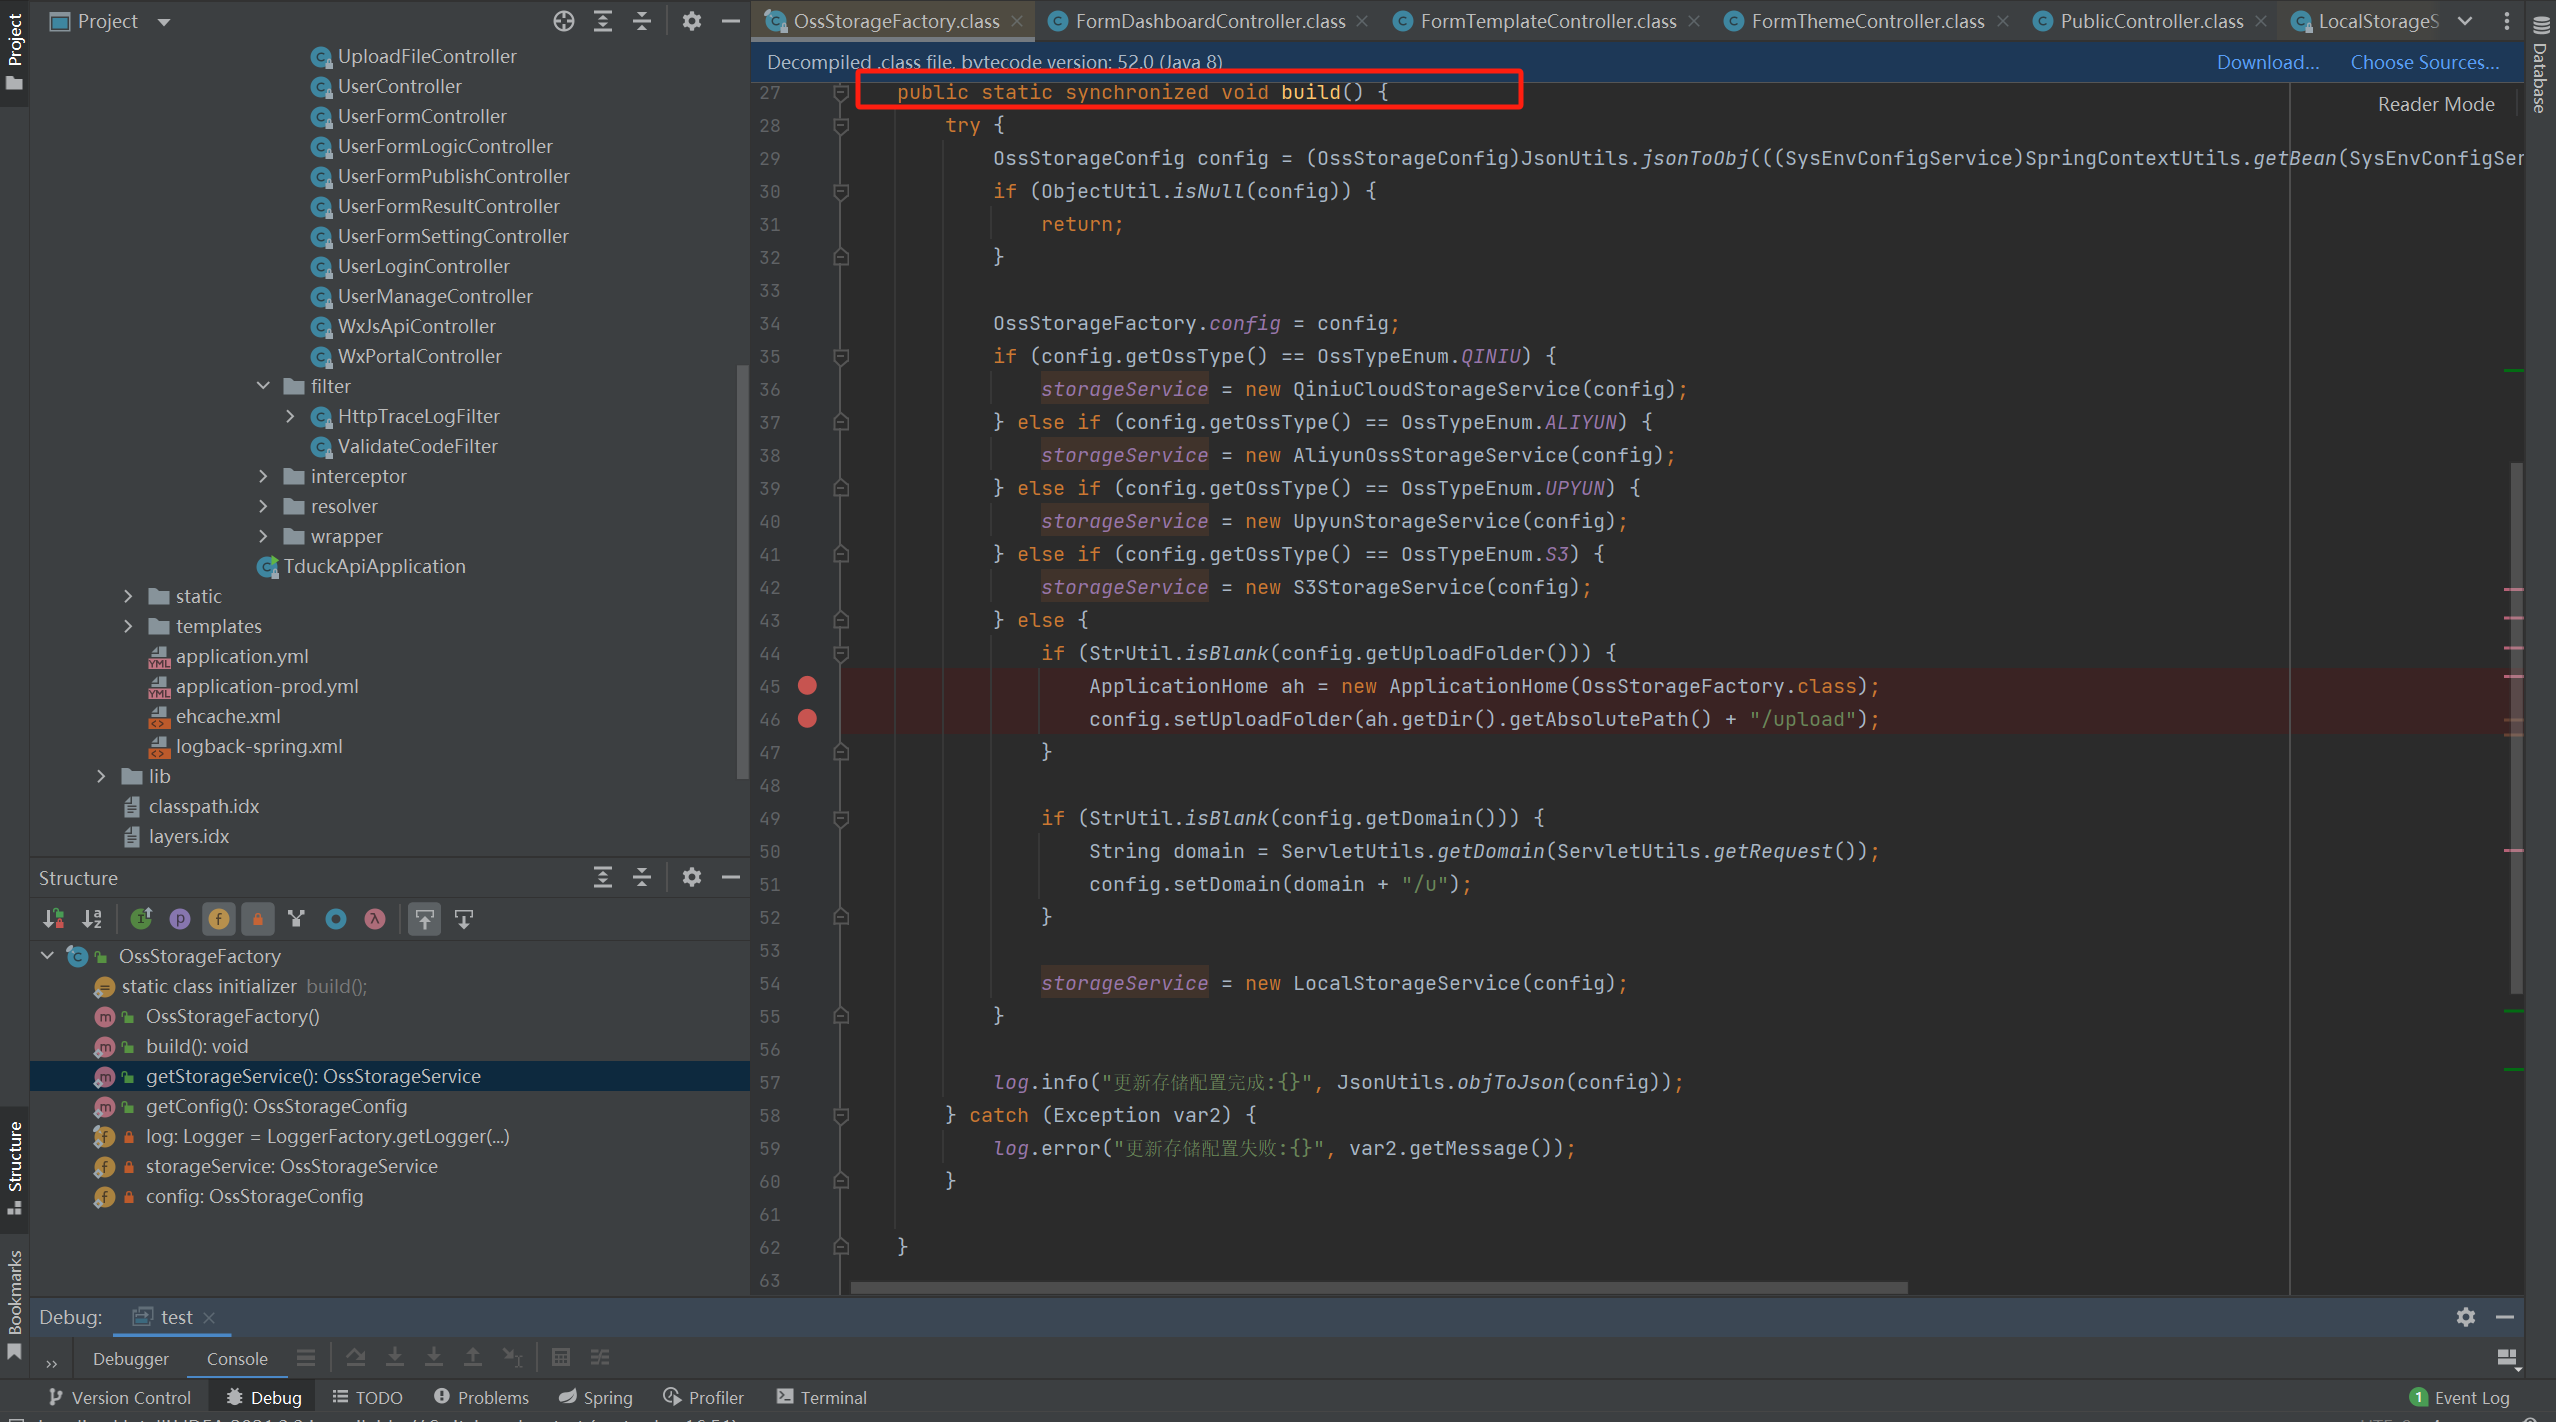 Project
OssStorageFactory.class
FormDashboardController.class
FormTemplateController.class
FormThemeController.class
PublicController.class
LocalStorageS
Project
UploadFileController
UserController
UserFormController
UserFormLogicController
UserFormPublishController
UserFormResultController
UserFormSettingController
UserLoginController
UserManageController
WxJsApiController
WxPortalController
filter
HttpTraceLogFilter
ValidateCodeFilter
interceptor
resolver
wrapper
TduckApiApplication
static
templates
application.yml
application-prod.yml
ehcache.xml
logback-spring.xml
lib
classpath.idx
layers.idx
Decompiled .class file, bytecode version: 52.0 (Java 8)
Download...
Choose Sources...
Reader Mode
Database
27 public static synchronized void build() {
28 try {
29 OssStorageConfig config = (OssStorageConfig)JsonUtils.jsonToObj(((SysEnvConfigService)SpringContextUtils.getBean(SysEnvConfigSer
30 if (ObjectUtil.isNull(config)) {
31 return;
32 }
33
34 OssStorageFactory.config = config;
35 if (config.getOssType() == OssTypeEnum.QINIU) {
36 storageService = new QiniuCloudStorageService(config);
37 } else if (config.getOssType() == OssTypeEnum.ALIYUN) {
38 storageService = new AliyunOssStorageService(config);
39 } else if (config.getOssType() == OssTypeEnum.UPYUN) {
40 storageService = new UpyunStorageService(config);
41 } else if (config.getOssType() == OssTypeEnum.S3) {
42 storageService = new S3StorageService(config);
43 } else {
44 if (StrUtil.isBlank(config.getUploadFolder())) {
45 ApplicationHome ah = new ApplicationHome(OssStorageFactory.class);
46 config.setUploadFolder(ah.getDir().getAbsolutePath() + "/upload");
47 }
48
49 if (StrUtil.isBlank(config.getDomain())) {
50 String domain = ServletUtils.getDomain(ServletUtils.getRequest());
51 config.setDomain(domain + "/u");
52 }
53
54 storageService = new LocalStorageService(config);
55 }
56
57 log.info("更新存储配置完成:{}", JsonUtils.objToJson(config));
58 } catch (Exception var2) {
59 log.error("更新存储配置失败:{}", var2.getMessage());
60 }
61
62 }
63
Structure
OssStorageFactory
static class initializer build();
OssStorageFactory()
build(): void
getStorageService(): OssStorageService
getConfig(): OssStorageConfig
log: Logger = LoggerFactory.getLogger(...)
storageService: OssStorageService
config: OssStorageConfig
Structure
Bookmarks
Debug:
test
Debugger
Console
Version Control
Debug
TODO
Problems
Spring
Profiler
Terminal
1 Event Log